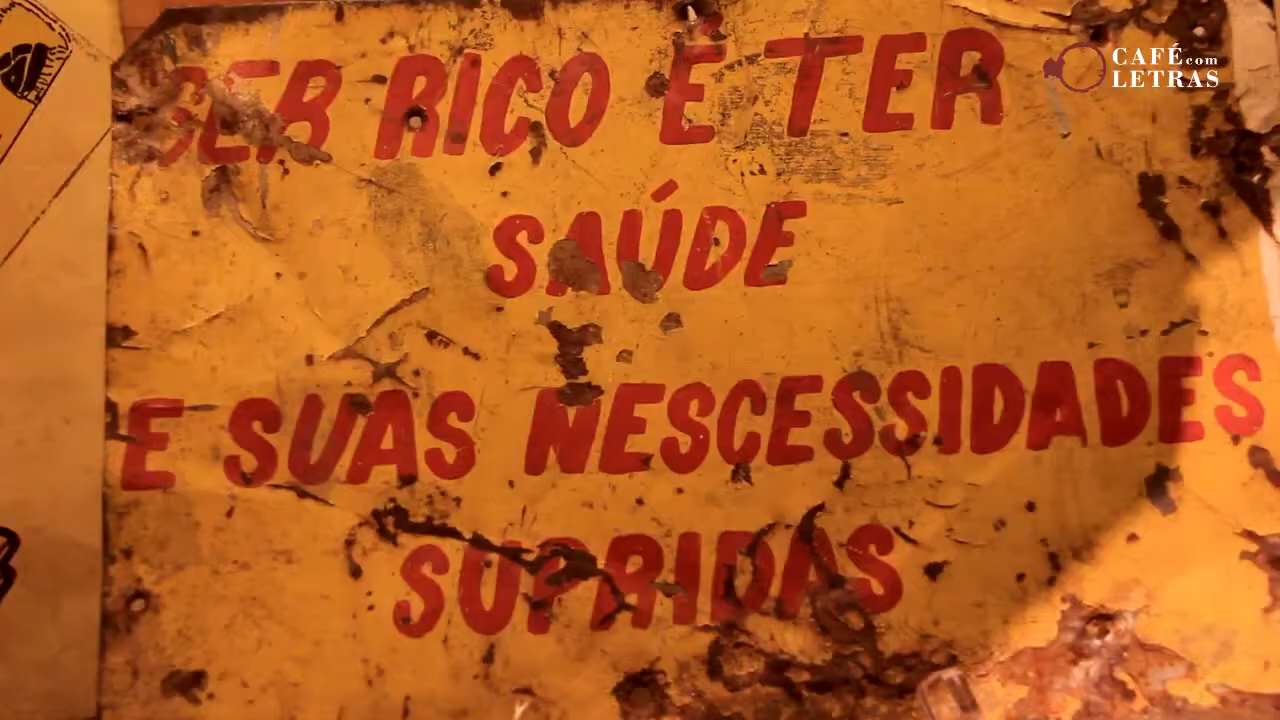 SER RICO É TER
SAÚDE
E SUAS NESCESSIDADES
SUPRIDAS
CAFÉ com
LETRAS